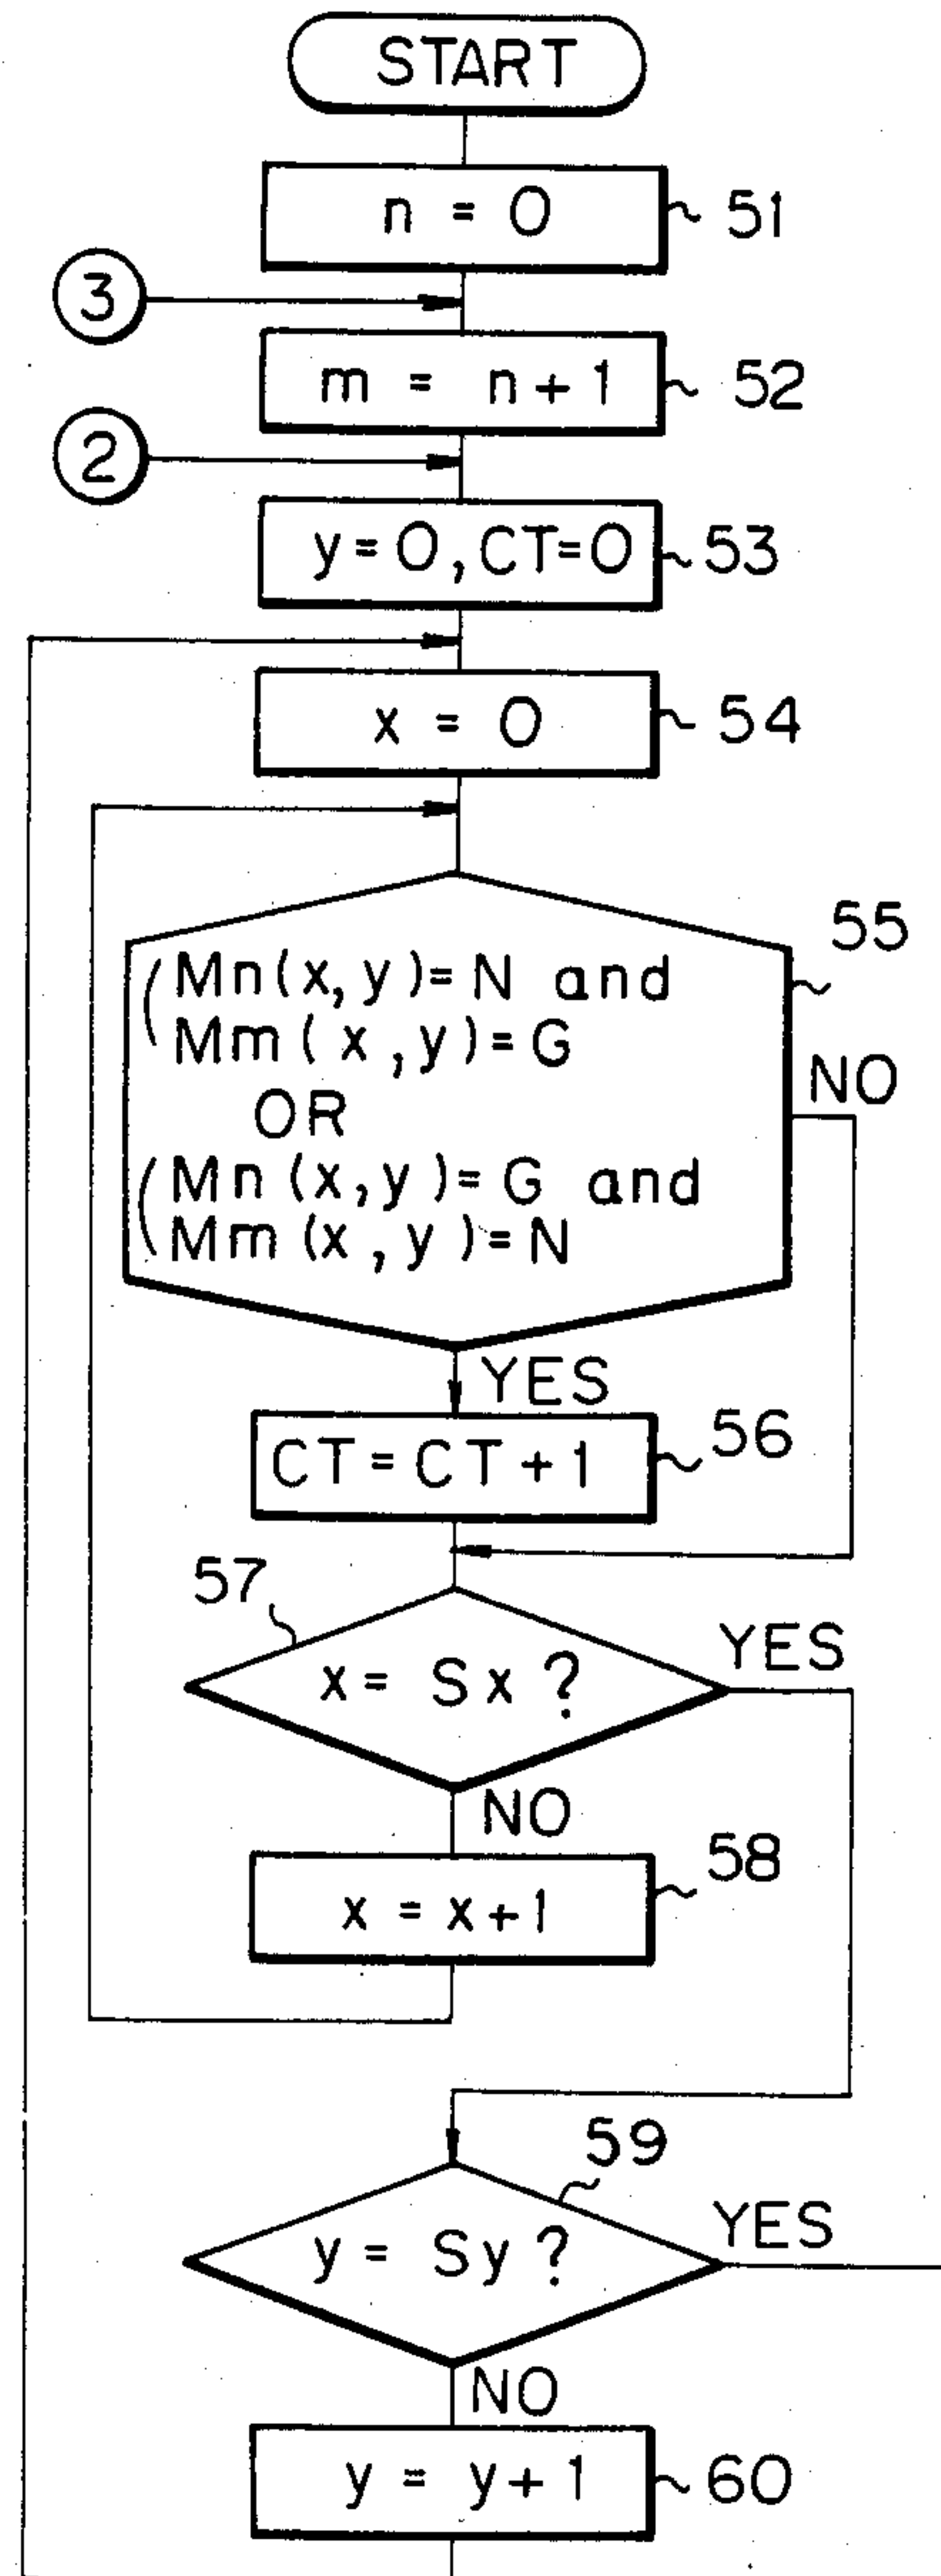 START
n = 0
51
3
m = n + 1
52
2
y = 0, CT = 0
53
x = 0
54
55
(Mn(x, y) = N and
Mm(x, y) = G
OR
(Mn(x, y) = G and
Mm(x, y) = N
NO
YES
CT = CT + 1
56
57
x = Sx ?
YES
NO
58
x = x + 1
59
y = Sy ?
YES
NO
y = y + 1
60